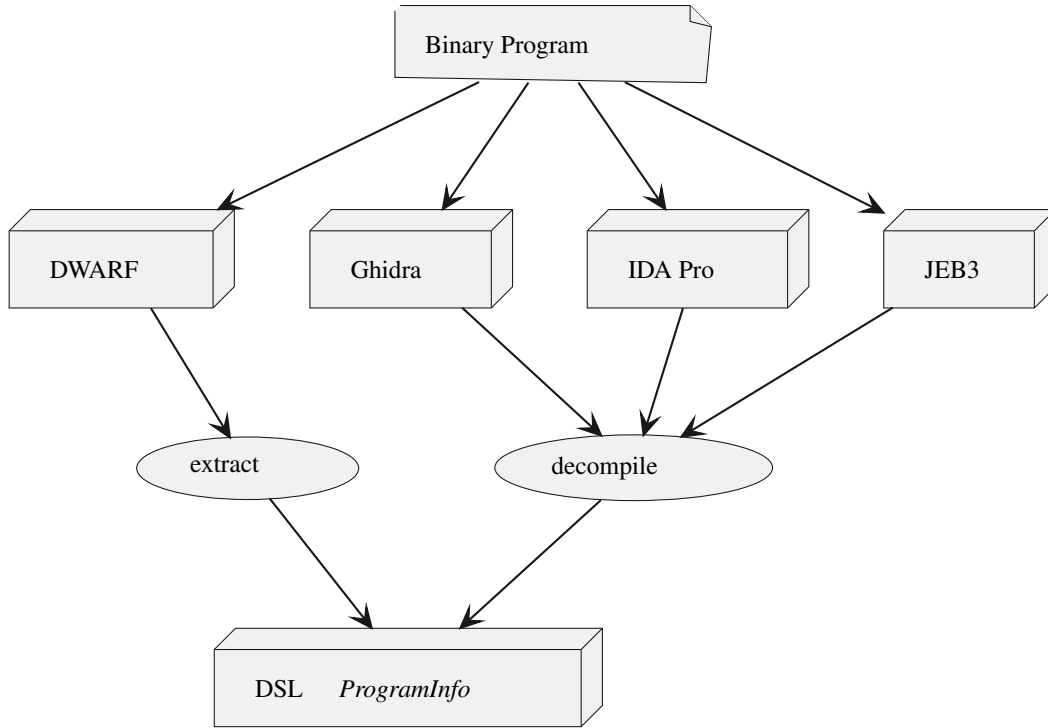 Binary Program
DWARF
Ghidra
IDA Pro
JEB3
extract
decompile
DSL ProgramInfo